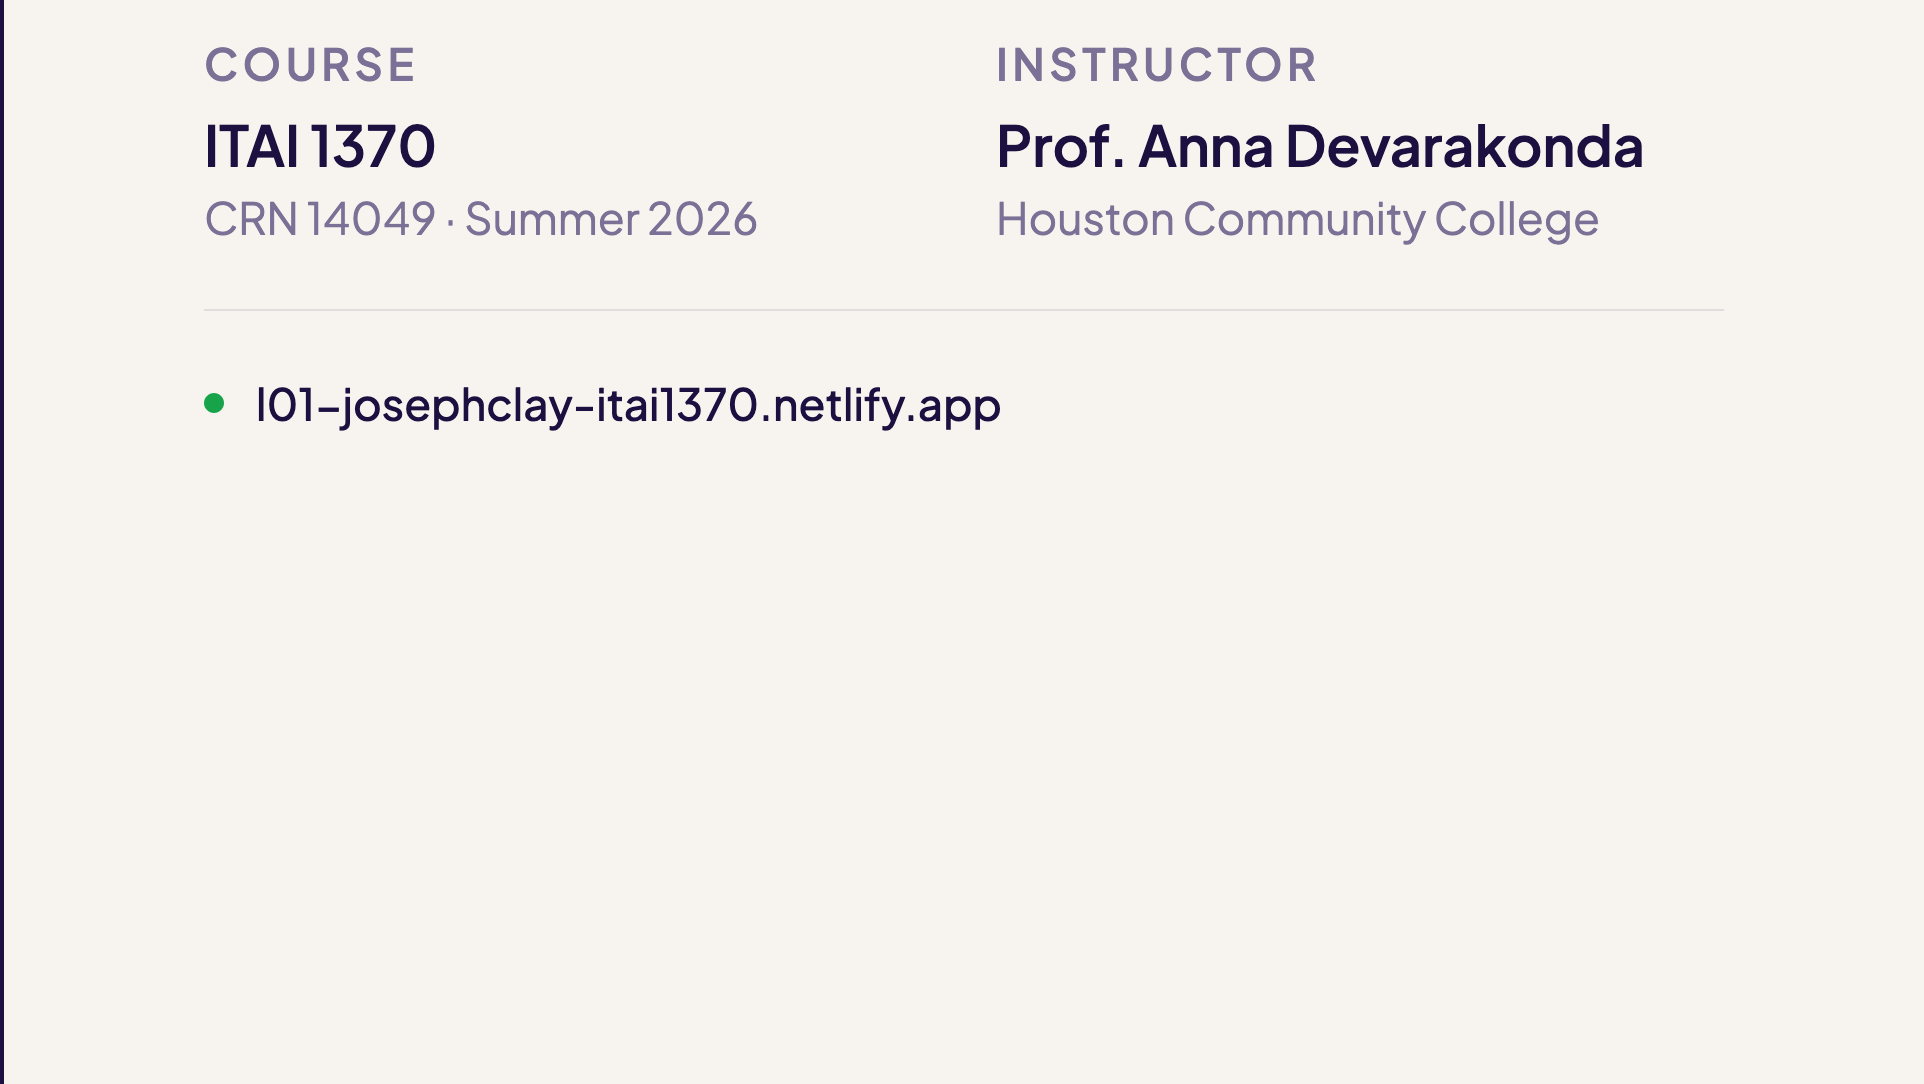 COURSE
ITAI 1370
CRN 14049 · Summer 2026
INSTRUCTOR
Prof. Anna Devarakonda
Houston Community College
l01-josephclay-itai1370.netlify.app